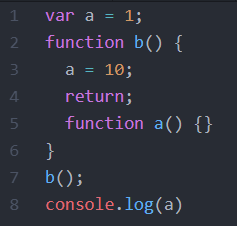 1 var a = 1;
2 function b() {
3   a = 10;
4   return;
5   function a() {}
6 }
7 b();
8 console.log(a)